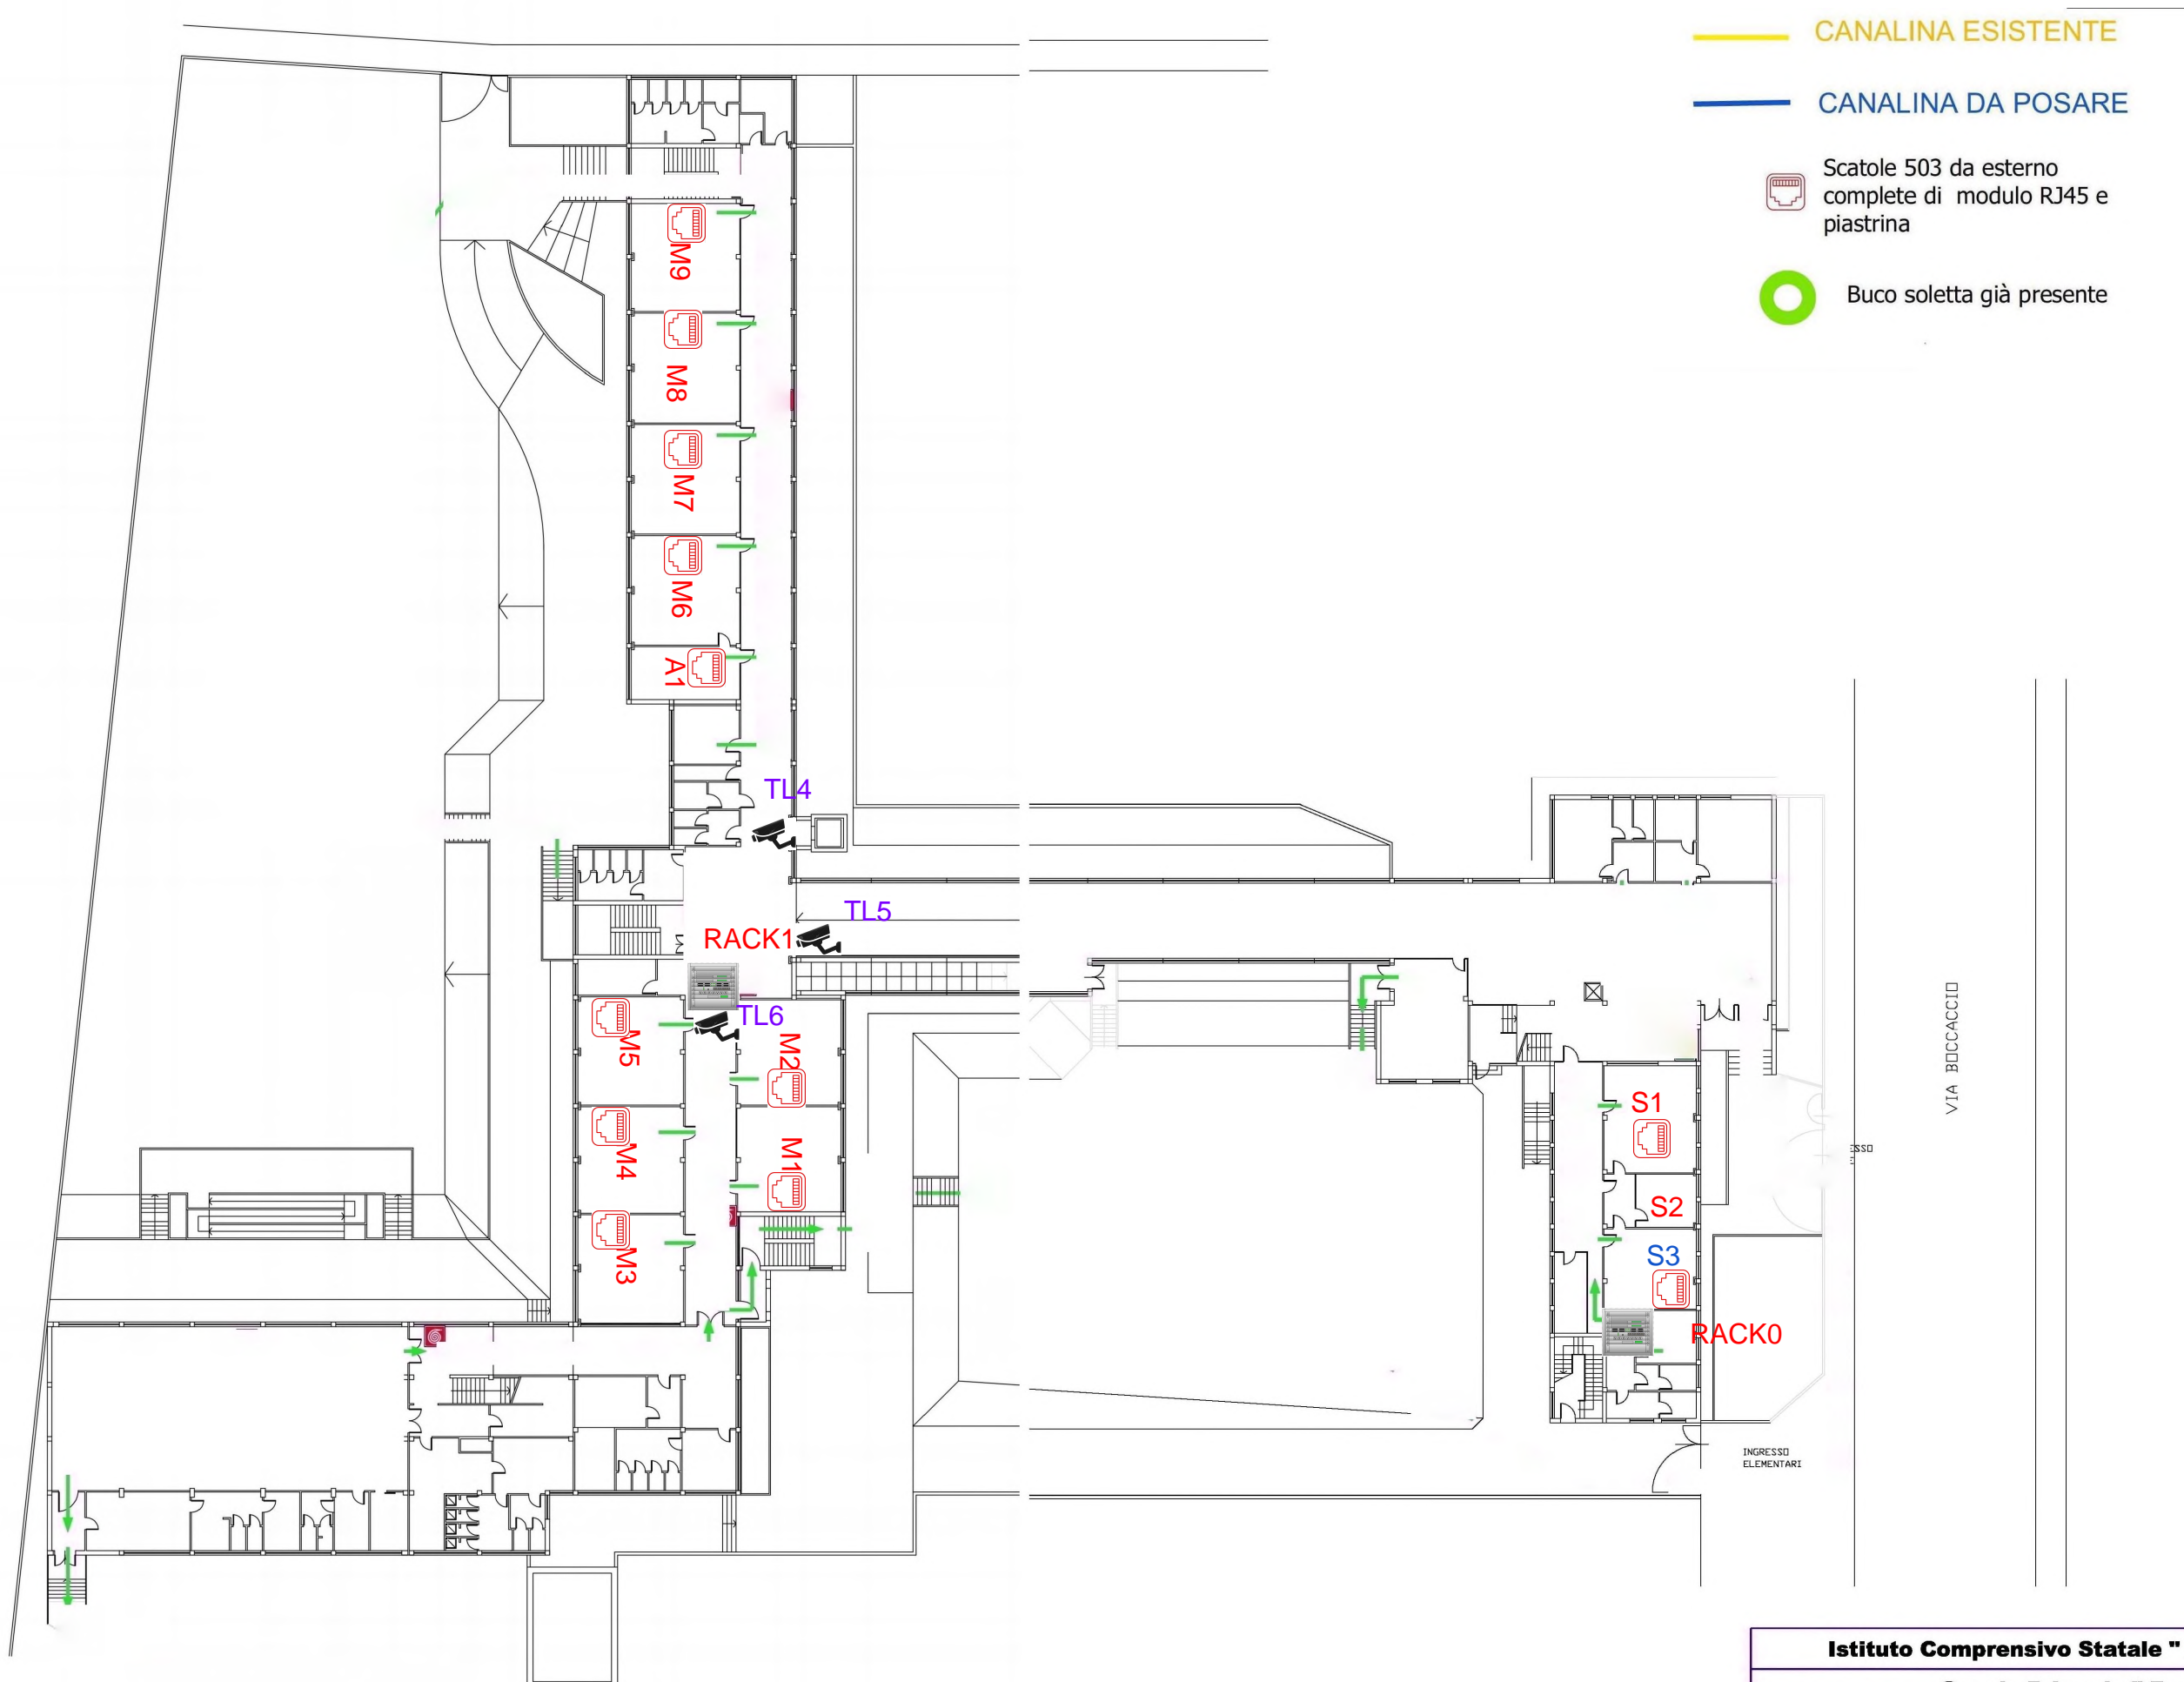 CANALINA ESISTENTE
CANALINA DA POSARE
Scatole 503 da esterno
complete di modulo RJ45 e
piastrina
Buco soletta già presente
M9
M8
M7
M6
A1
TL4
TL5
RACK1
TL6
M5
M2
M4
M1
M3
S1
S2
S3
RACK0
VIA BOCCACCIO
INGRESSO
ELEMENTARI
Istituto Comprensivo Statale "